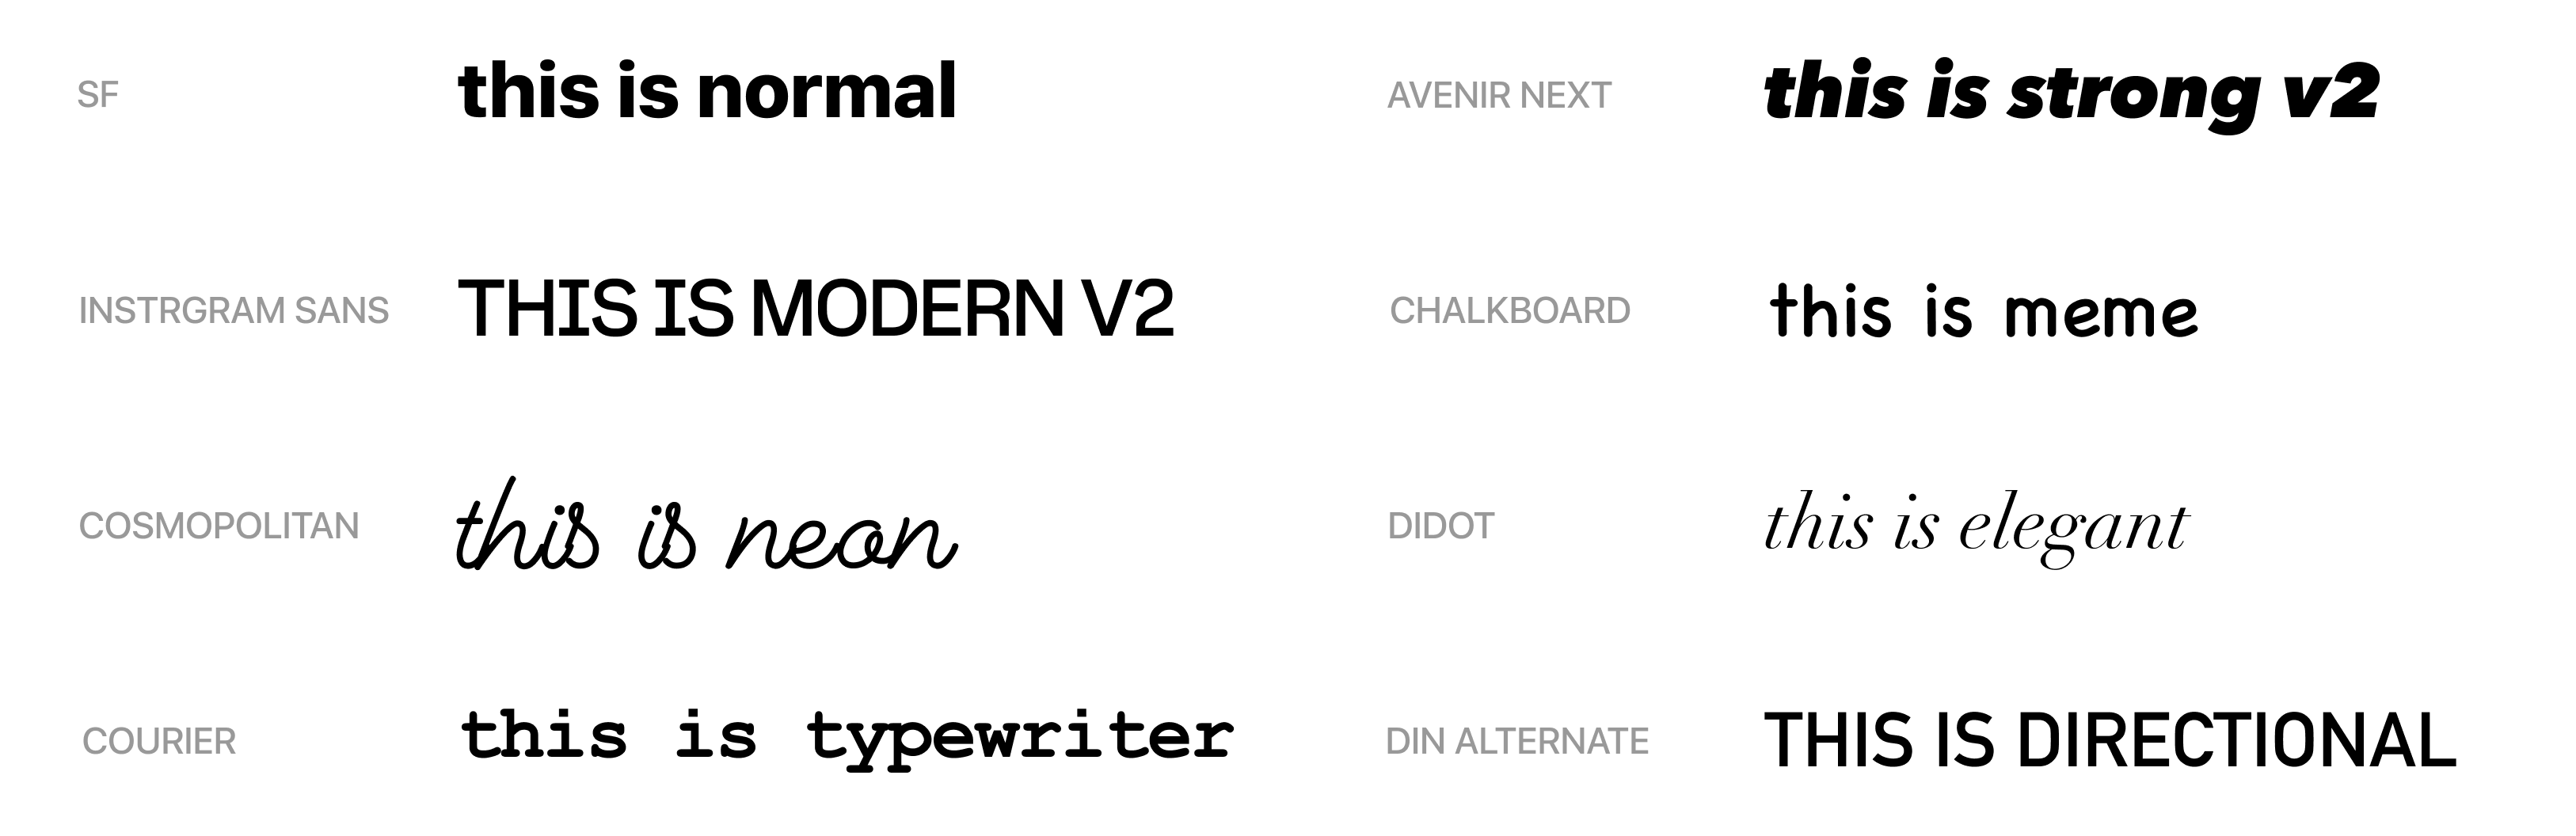 SF
this is normal
AVENIR NEXT
this is strong v2
INSTRGRAM SANS
THIS IS MODERN V2
CHALKBOARD
this is meme
COSMOPOLITAN
this is neon
DIDOT
this is elegant
COURIER
this is typewriter
DIN ALTERNATE
THIS IS DIRECTIONAL